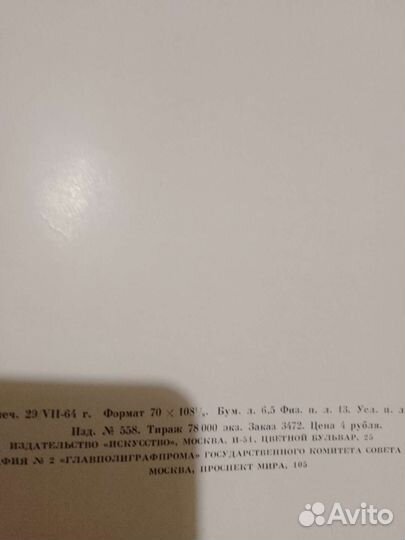 печ. 29/VII-64 г. Формат 70 × 108¹/₈. Бум. л. 6,5 Физ. п. л. 13. Усл. п. л.
Изд. № 558. Тираж 78 000 экз. Заказ 3472. Цена 4 рубля.
ИЗДАТЕЛЬСТВО «ИСКУССТВО», МОСКВА, И-51, ЦВЕТНОЙ БУЛЬВАР, 25
АФИЯ № 2 «ГЛАВПОЛИГРАФПРОМА» ГОСУДАРСТВЕННОГО КОМИТЕТА СОВЕТА
МОСКВА, ПРОСПЕКТ МИРА, 105
Avito